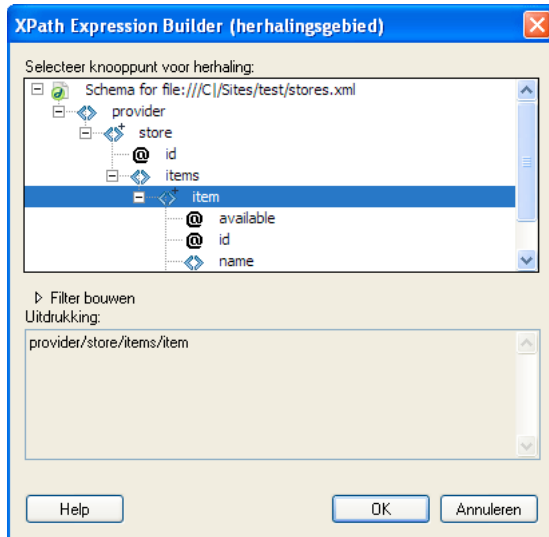 XPath Expression Builder (herhalingsgebied)
Selecteer knooppunt voor herhaling:
Schema for file:///C|/Sites/test/stores.xml
provider
store
@ id
items
item
@ available
@ id
name
Filter bouwen
Uitdrukking:
provider/store/items/item
Help
OK
Annuleren